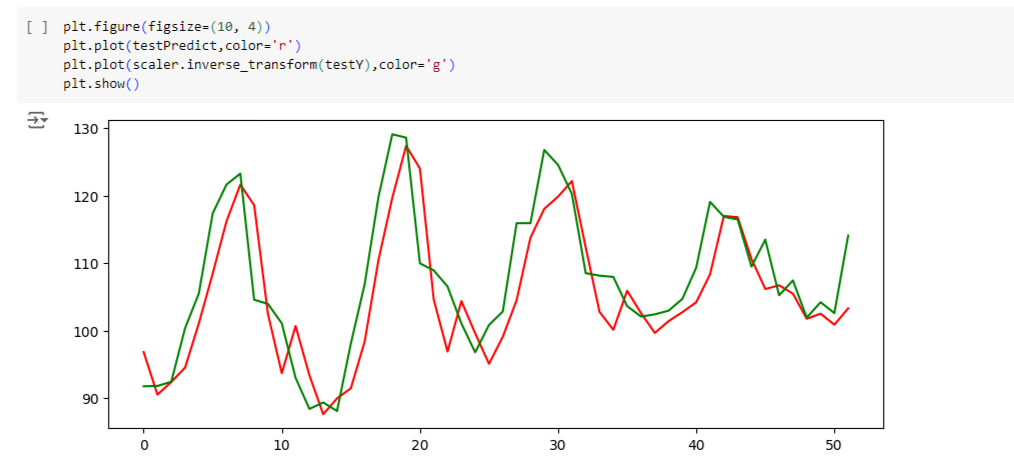 [ ] plt.figure(figsize=(10, 4))
plt.plot(testPredict,color='r')
plt.plot(scaler.inverse_transform(testY),color='g')
plt.show()
130
120
110
100
90
0 10 20 30 40 50